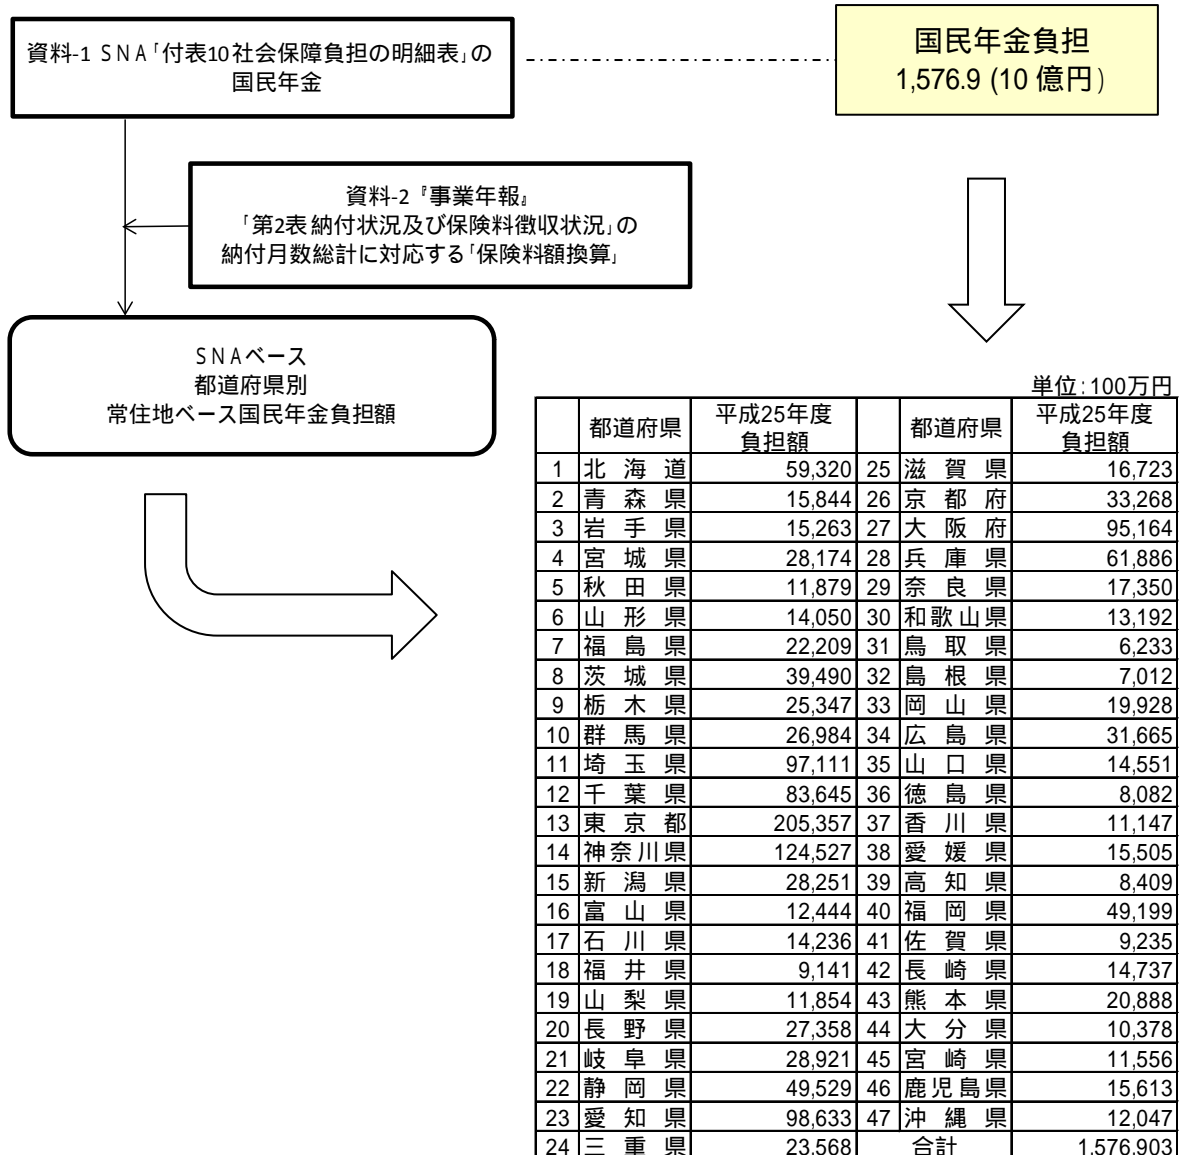 資料-1 SNA「付表10社会保障負担の明細表」の
国民年金
国民年金負担
1,576.9 (10 億円)
資料-2『事業年報』
「第2表 納付状況及び保険料徴収状況」の
納付月数総計に対応する「保険料額換算」
SNAベース
都道府県別
常住地ベース国民年金負担額
単位:100万円
都道府県 平成25年度 負担額 都道府県 平成25年度 負担額
1 北海道 59,320 25 滋賀県 16,723
2 青森県 15,844 26 京都府 33,268
3 岩手県 15,263 27 大阪府 95,164
4 宮城県 28,174 28 兵庫県 61,886
5 秋田県 11,879 29 奈良県 17,350
6 山形県 14,050 30 和歌山県 13,192
7 福島県 22,209 31 鳥取県 6,233
8 茨城県 39,490 32 島根県 7,012
9 栃木県 25,347 33 岡山県 19,928
10 群馬県 26,984 34 広島県 31,665
11 埼玉県 97,111 35 山口県 14,551
12 千葉県 83,645 36 徳島県 8,082
13 東京都 205,357 37 香川県 11,147
14 神奈川県 124,527 38 愛媛県 15,505
15 新潟県 28,251 39 高知県 8,409
16 富山県 12,444 40 福岡県 49,199
17 石川県 14,236 41 佐賀県 9,235
18 福井県 9,141 42 長崎県 14,737
19 山梨県 11,854 43 熊本県 20,888
20 長野県 27,358 44 大分県 10,378
21 岐阜県 28,921 45 宮崎県 11,556
22 静岡県 49,529 46 鹿児島県 15,613
23 愛知県 98,633 47 沖縄県 12,047
24 三重県 23,568 合計 1,576,903